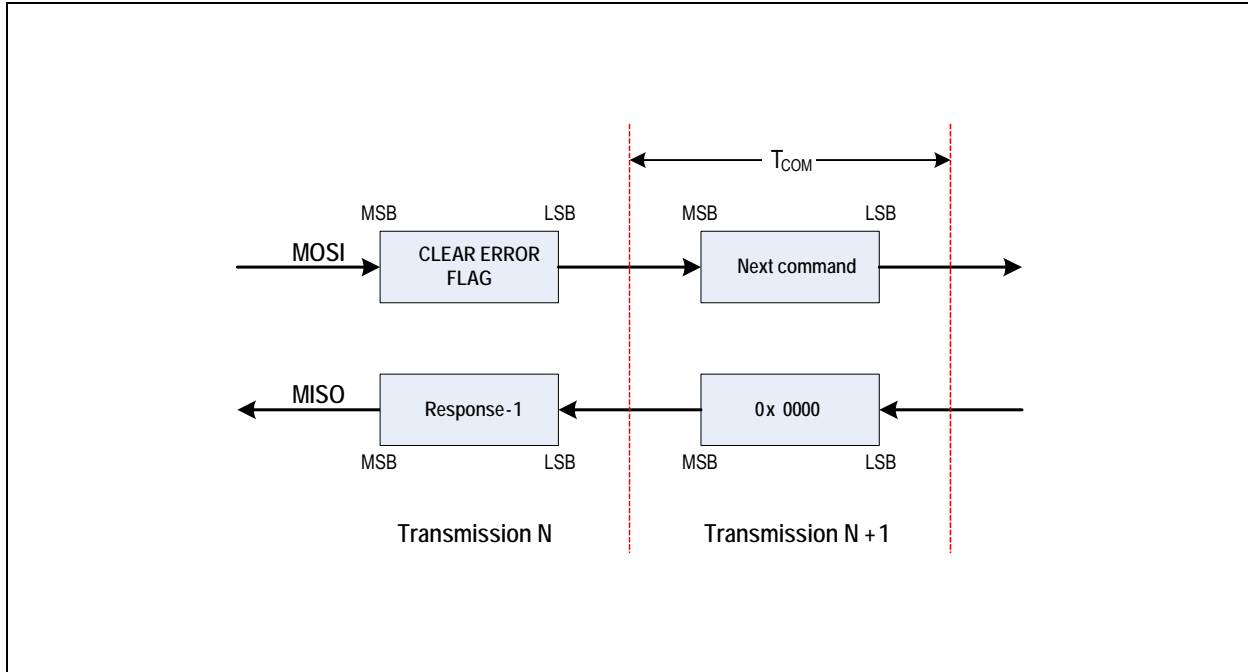 T_COM
MSB LSB MSB LSB
MOSI CLEAR ERROR
FLAG
Next command
MISO Response-1 0x 0000
MSB LSB MSB LSB
Transmission N Transmission N +1